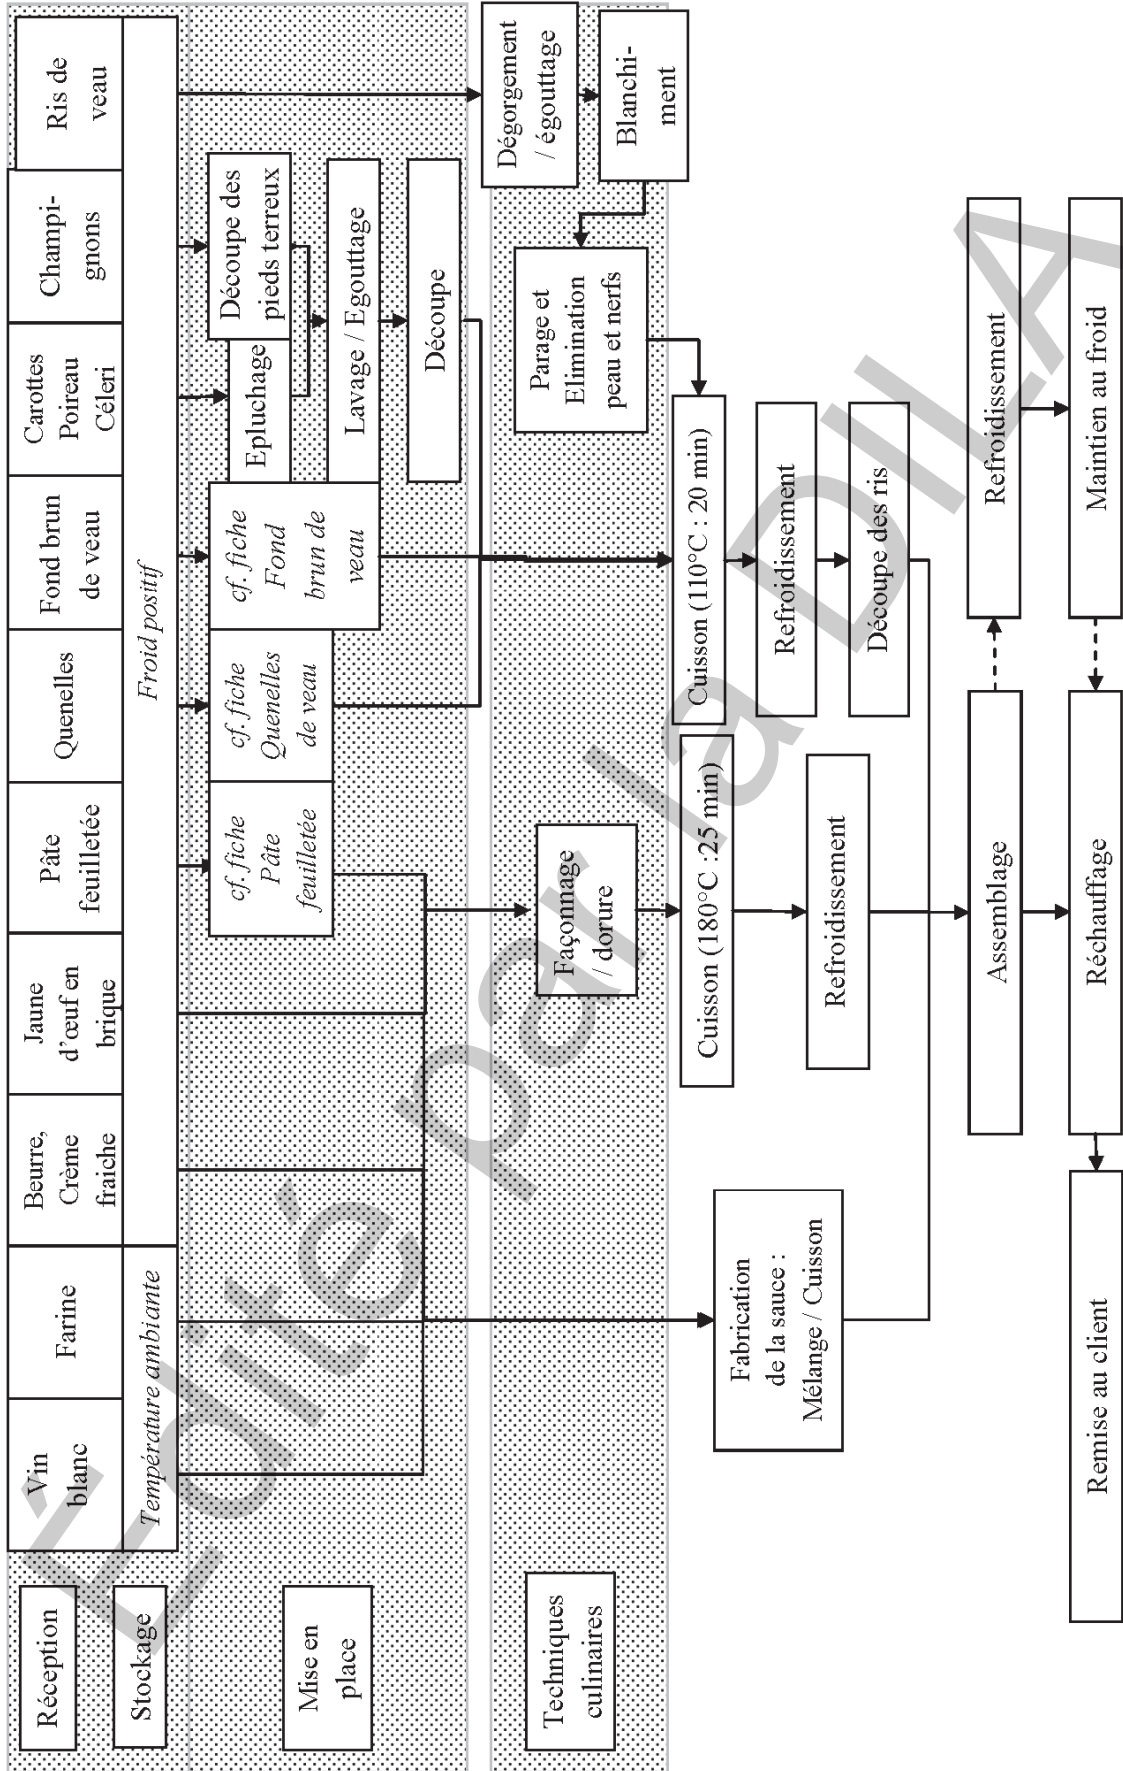 Réception
Vin
blanc
Farine
Beurre,
Crème
fraiche
Jaune
d'œuf en
brique
Pâte
feuilletée
Quenelles
Fond brun
de veau
Carottes
Poireau
Céleri
Champi-
gnons
Ris de
veau
Stockage
Température ambiante
Froid positif
Mise en
place
cf. fiche
Pâte
feuilletée
cf. fiche
Quenelles
de veau
cf. fiche
Fond
brun de
veau
Epluchage
Découpe des
pieds terreux
Lavage / Egouttage
Découpe
Techniques
culinaires
Dégorgement
/ égouttage
Blanchi-
ment
Parage et
Elimination
peau et nerfs
Façonnage
/ dorure
Cuisson (180°C :25 min)
Cuisson (110°C : 20 min)
Fabrication
de la sauce :
Mélange / Cuisson
Refroidissement
Refroidissement
Découpe des ris
Assemblage
Refroidissement
Remise au client
Réchauffage
Maintien au froid
Édité par la DILA